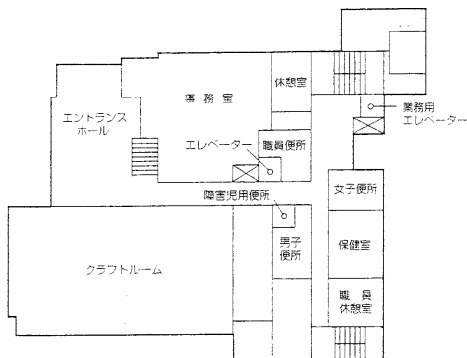 事務室
休憩室
業務用
エレベーター
エントランス
ホール
エレベーター
職員便所
障害児用便所
女子便所
男子
便所
保健室
クラフトルーム
職員
休憩室